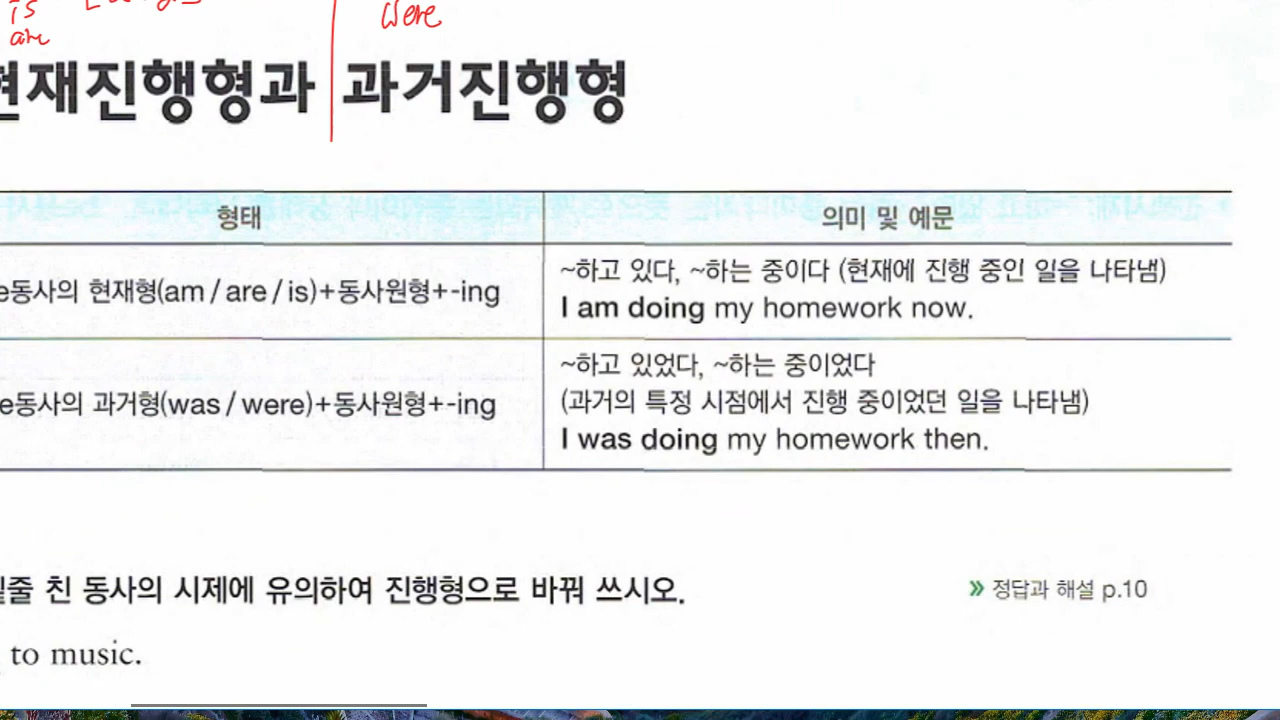 is
are
were
현재진행형과 과거진행형
형태
의미 및 예문
동사의 현재형(am / are / is)+동사원형+-ing
~하고 있다, ~하는 중이다 (현재에 진행 중인 일을 나타냄)
I am doing my homework now.
동사의 과거형(was / were)+동사원형+-ing
~하고 있었다, ~하는 중이었다
(과거의 특정 시점에서 진행 중이었던 일을 나타냄)
I was doing my homework then.
친 동사의 시제에 유의하여 진행형으로 바꿔 쓰시오.
» 정답과 해설 p.10
to music.